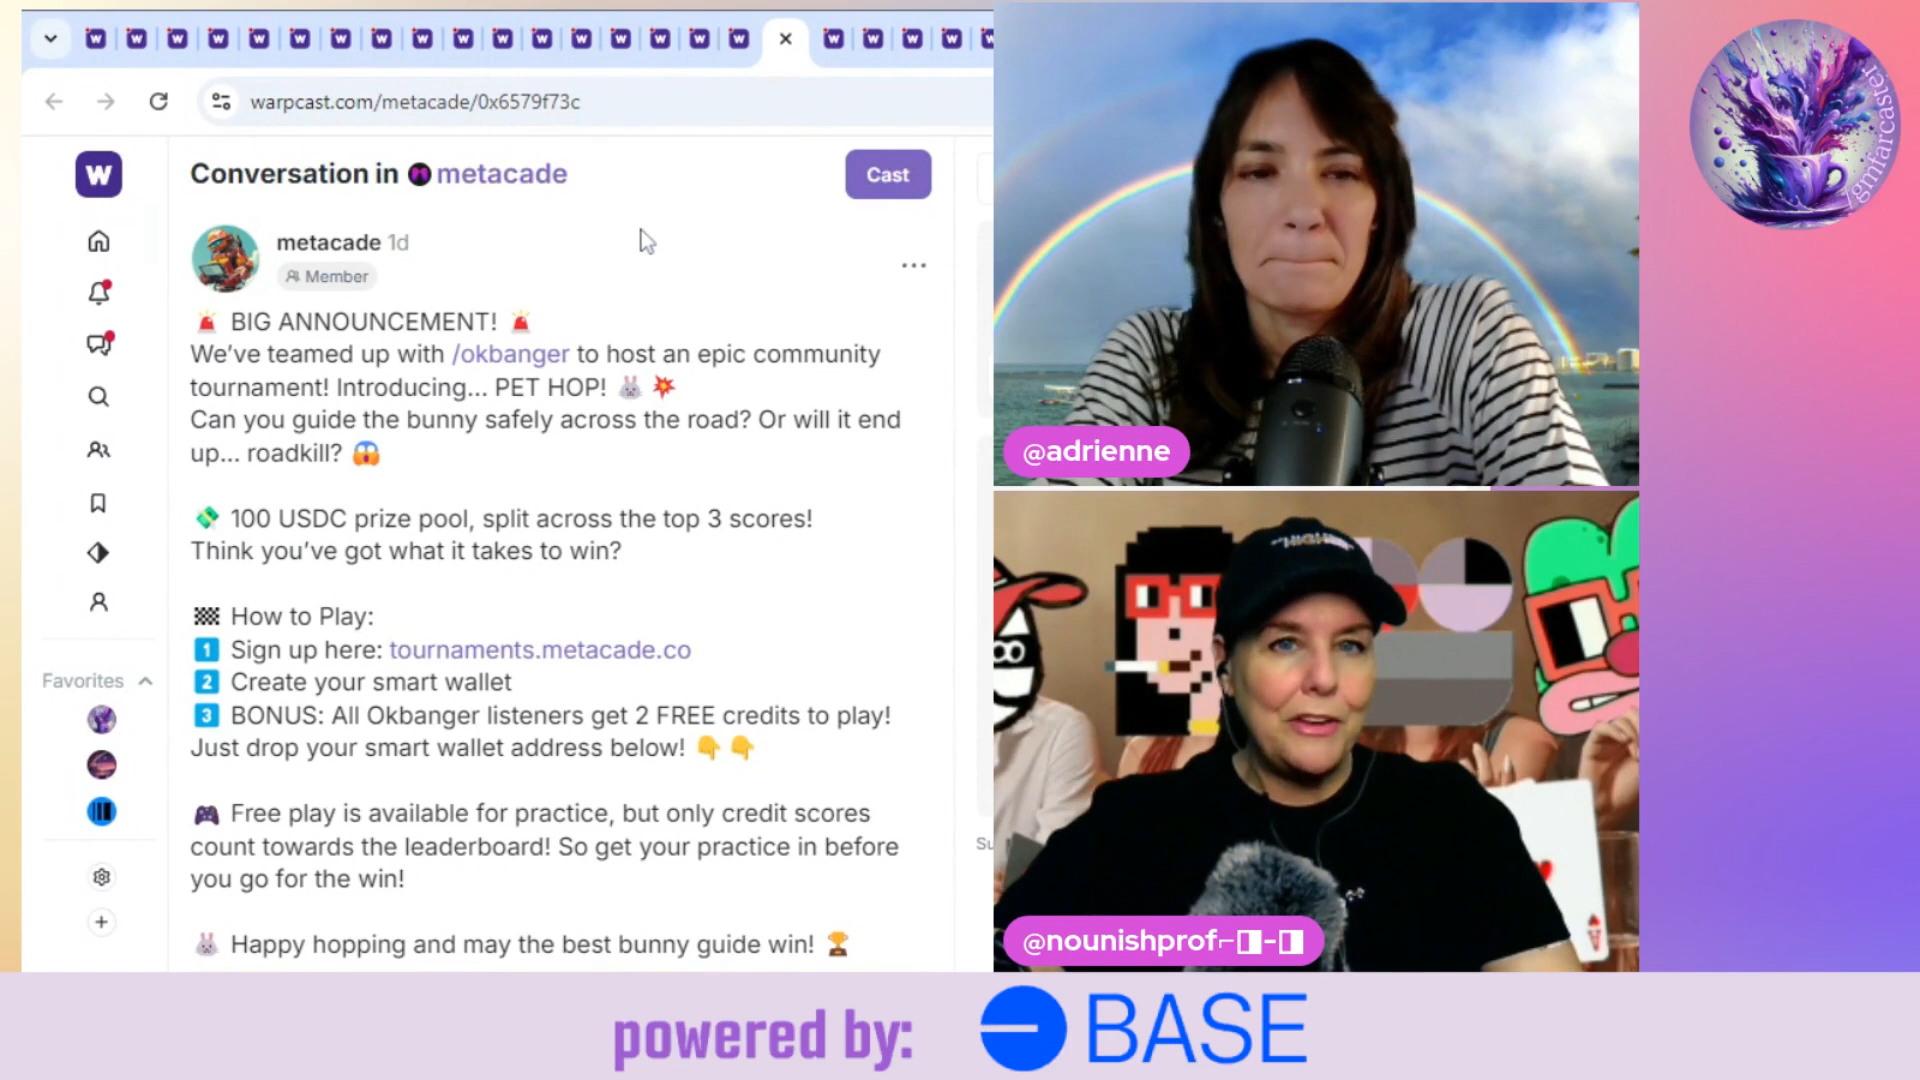 warpcast.com/metacade/0x6579f73c
W
Conversation in metacade
Cast
metacade 1d
Member
🚨 BIG ANNOUNCEMENT! 🚨
We've teamed up with /okbanger to host an epic community
tournament! Introducing... PET HOP! 🐰 💥
Can you guide the bunny safely across the road? Or will it end
up... roadkill? 😱
💸 100 USDC prize pool, split across the top 3 scores!
Think you've got what it takes to win?
🏁 How to Play:
1️⃣ Sign up here: tournaments.metacade.co
2️⃣ Create your smart wallet
3️⃣ BONUS: All Okbanger listeners get 2 FREE credits to play!
Just drop your smart wallet address below! 👇 👇
🎮 Free play is available for practice, but only credit scores
count towards the leaderboard! So get your practice in before
you go for the win!
🐰 Happy hopping and may the best bunny guide win! 🏆
Favorites
Su
@adrienne
"HIGHER"
@nounishprof⌐◨-◨
/gmfarcaster
powered by:
BASE